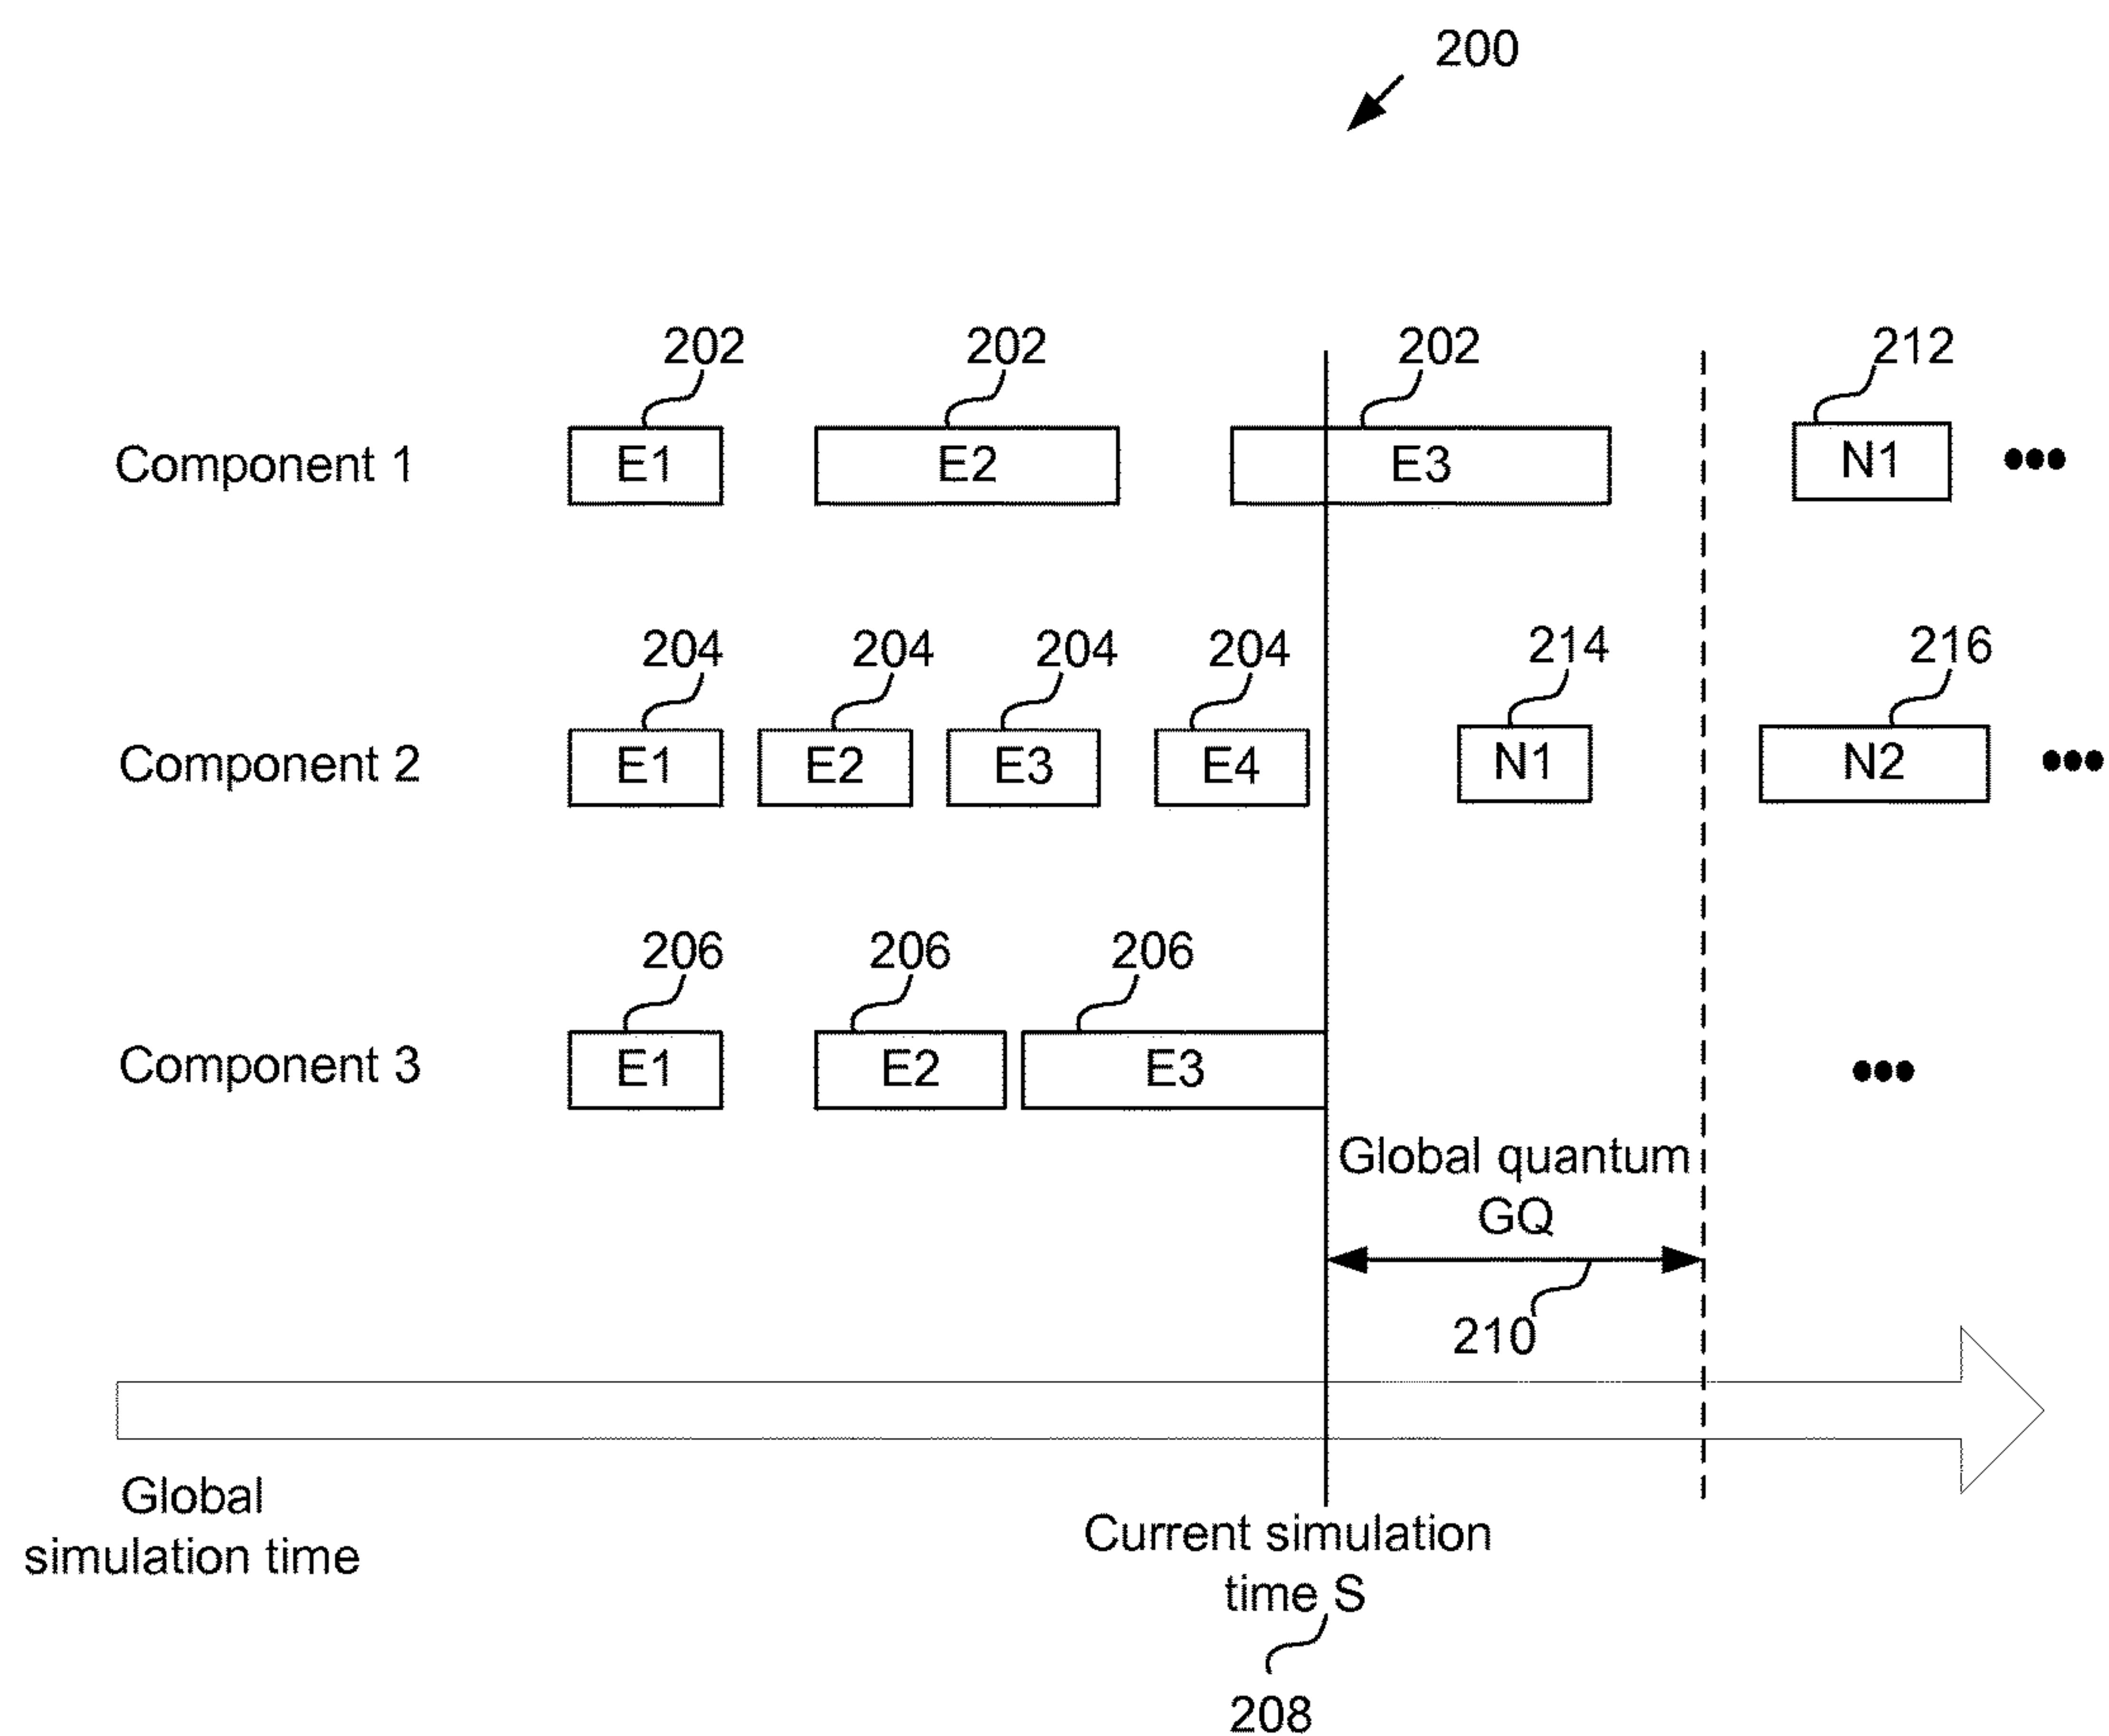 200
202 202 202 212
Component 1 E1 E2 E3 N1 •••
204 204 204 204 214 216
Component 2 E1 E2 E3 E4 N1 N2 •••
206 206 206
Component 3 E1 E2 E3 •••
Global quantum
GQ
210
Global
simulation time
Current simulation
time S
208